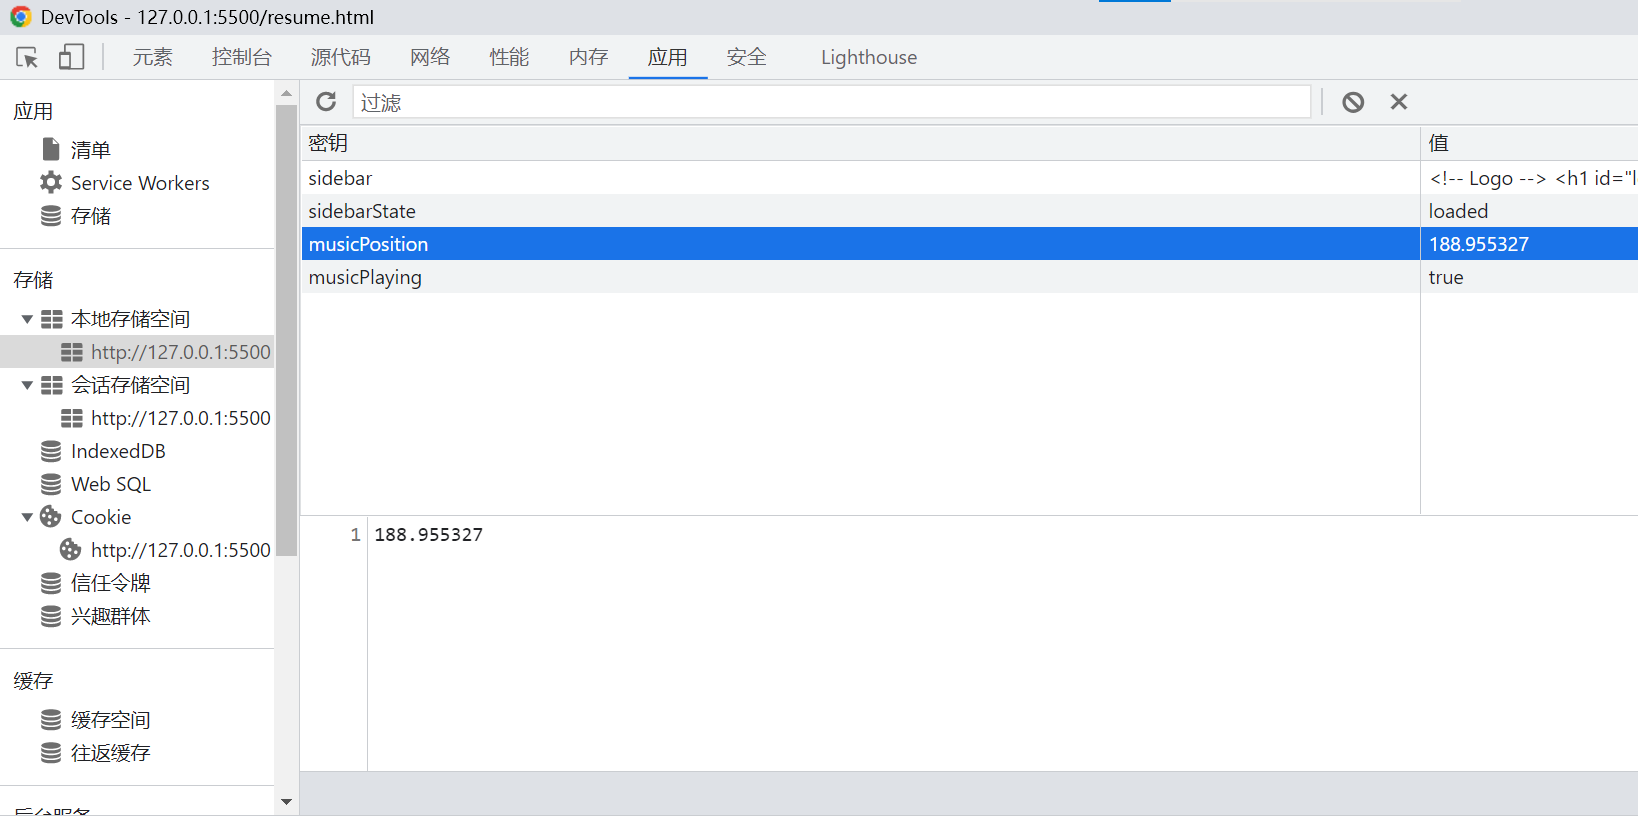 DevTools - 127.0.0.1:5500/resume.html
元素 控制台 源代码 网络 性能 内存 应用 安全 Lighthouse
应用
清单
Service Workers
存储
存储
本地存储空间
http://127.0.0.1:5500
会话存储空间
http://127.0.0.1:5500
IndexedDB
Web SQL
Cookie
http://127.0.0.1:5500
信任令牌
兴趣群体
缓存
缓存空间
往返缓存
后台服务
过滤
密钥 值
sidebar <!-- Logo --> <h1 id="l
sidebarState loaded
musicPosition 188.955327
musicPlaying true
1 188.955327